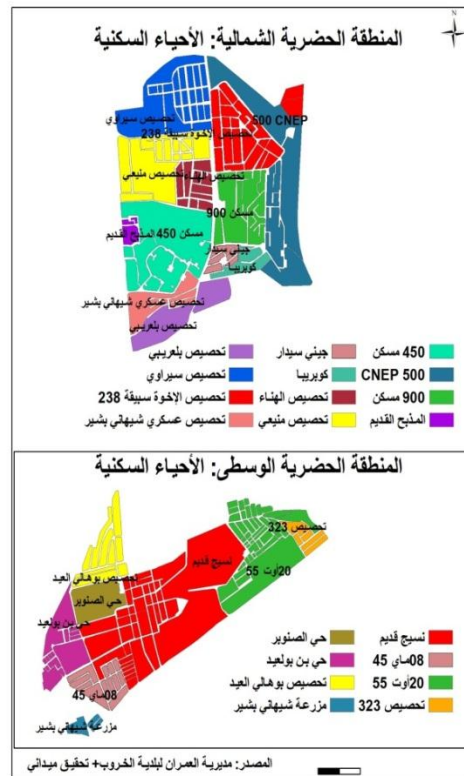 N
المنطقة الحضرية الشمالية: الأحياء السكنية
تحصيص سيراوي
500 CNEP
تحصيص الإخوة سبيقة 238
تحصيص منيعي
تحصيص الهناء
900 مسكن
450 مسكن
المذبح القديم
جيني سيدار
كوبريبا
تحصيص عسكري شيهاني بشير
تحصيص بلعريبي
450 مسكن
جيني سيدار
تحصيص بلعريبي
CNEP 500
كوبريبا
تحصيص سيراوي
900 مسكن
تحصيص الهناء
تحصيص الإخوة سبيقة 238
المذبح القديم
تحصيص منيعي
تحصيص عسكري شيهاني بشير
المنطقة الحضرية الوسطى: الأحياء السكنية
تحصيص 323
نسيج قديم
20أوت 55
تحصيص بوهالي العيد
حي الصنوبر
حي بن بولعيد
08ماي 45
مزرعة شيهاني بشير
نسيج قديم
حي الصنوبر
08ماي 45
حي بن بولعيد
20أوت 55
تحصيص بوهالي العيد
تحصيص 323
مزرعة شيهاني بشير
المصدر: مديرية العمران لبلدية الخروب+ تحقيق ميداني